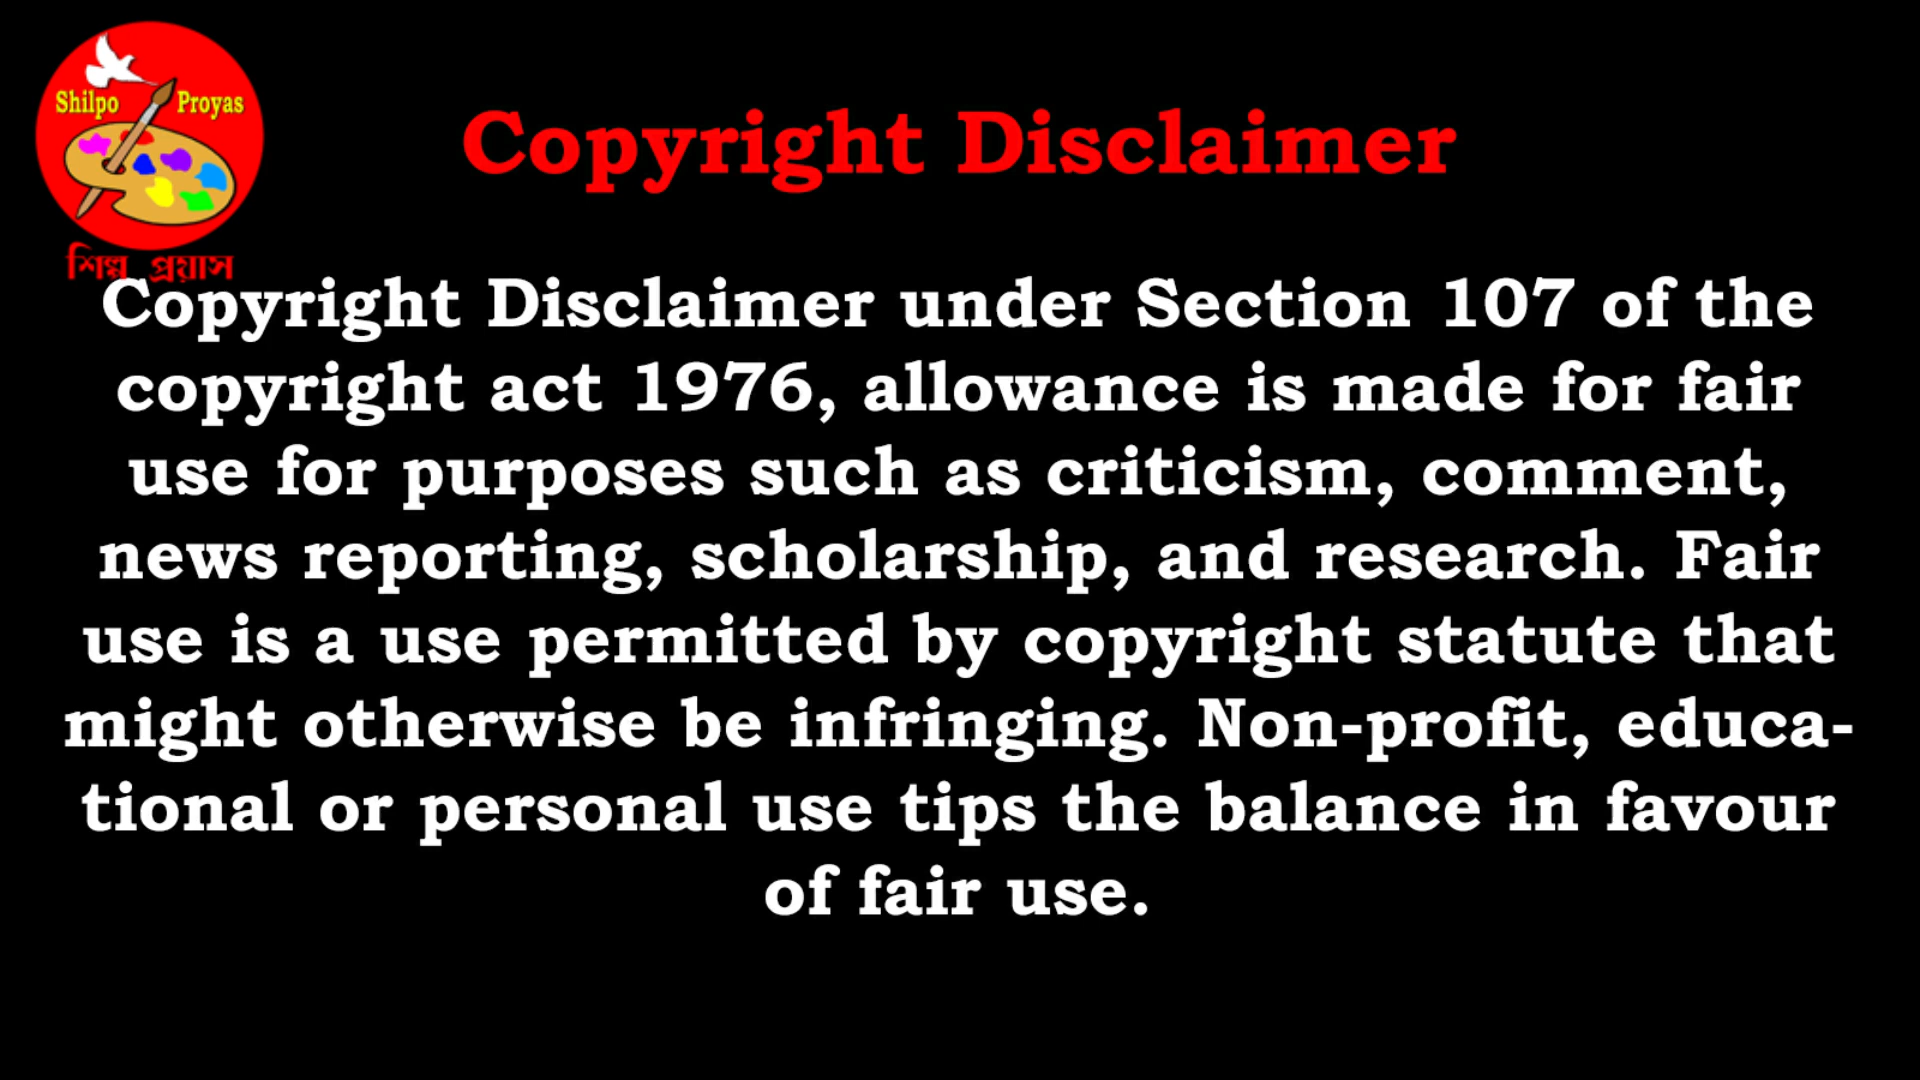 Shilpo Proyas
শিল্প প্রয়াস
Copyright Disclaimer
Copyright Disclaimer under Section 107 of the
copyright act 1976, allowance is made for fair
use for purposes such as criticism, comment,
news reporting, scholarship, and research. Fair
use is a use permitted by copyright statute that
might otherwise be infringing. Non-profit, educa-
tional or personal use tips the balance in favour
of fair use.